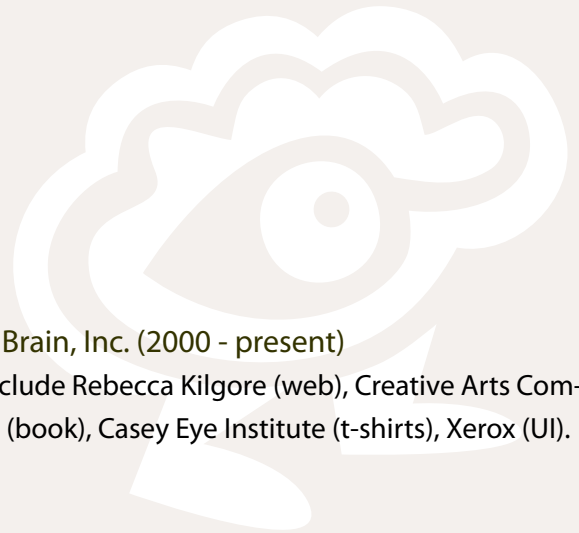 Brain, Inc. (2000 - present)
clude Rebecca Kilgore (web), Creative Arts Com-
(book), Casey Eye Institute (t-shirts), Xerox (UI).